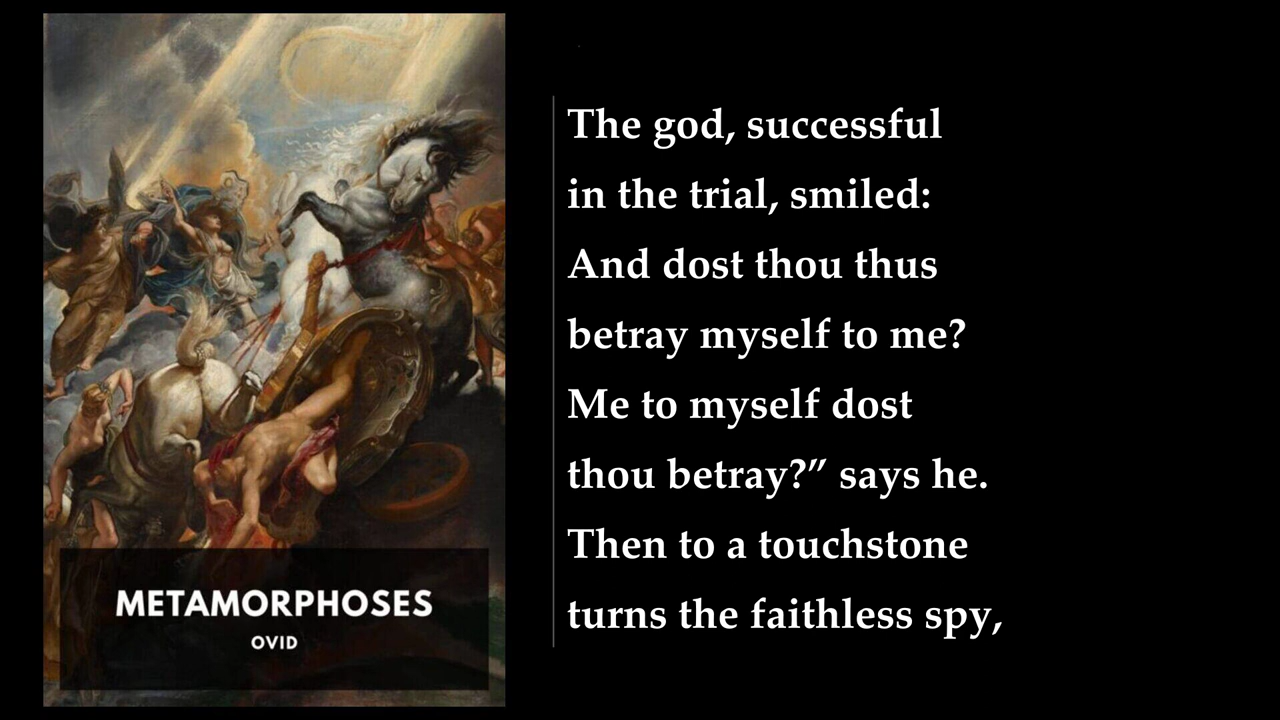 METAMORPHOSES
OVID
The god, successful
in the trial, smiled:
And dost thou thus
betray myself to me?
Me to myself dost
thou betray?” says he.
Then to a touchstone
turns the faithless spy,